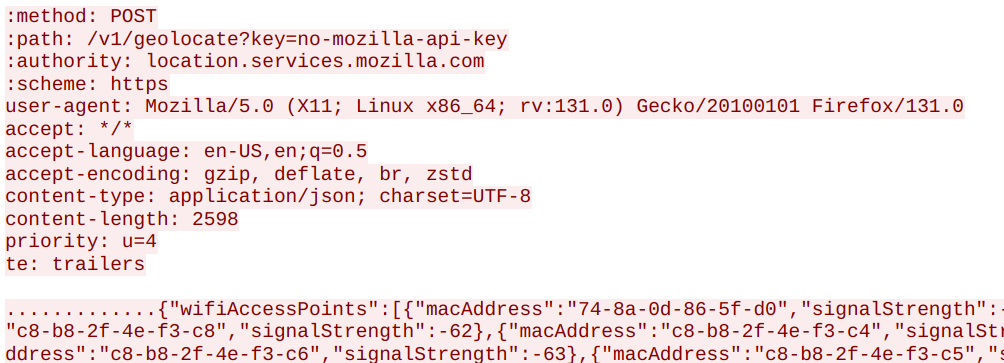 :method: POST
:path: /v1/geolocate?key=no-mozilla-api-key
:authority: location.services.mozilla.com
:scheme: https
user-agent: Mozilla/5.0 (X11; Linux x86_64; rv:131.0) Gecko/20100101 Firefox/131.0
accept: */*
accept-language: en-US,en;q=0.5
accept-encoding: gzip, deflate, br, zstd
content-type: application/json; charset=UTF-8
content-length: 2598
priority: u=4
te: trailers
.............{"wifiAccessPoints":[{"macAddress":"74-8a-0d-86-5f-d0","signalStrength":-
"c8-b8-2f-4e-f3-c8","signalStrength":-62},{"macAddress":"c8-b8-2f-4e-f3-c4","signalStr
ddress":"c8-b8-2f-4e-f3-c6","signalStrength":-63},{"macAddress":"c8-b8-2f-4e-f3-c5","s